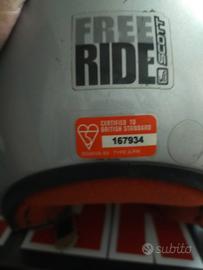 FREE
RIDE
SCOTT
CERTIFIED TO
BRITISH STANDARD
167934
subito